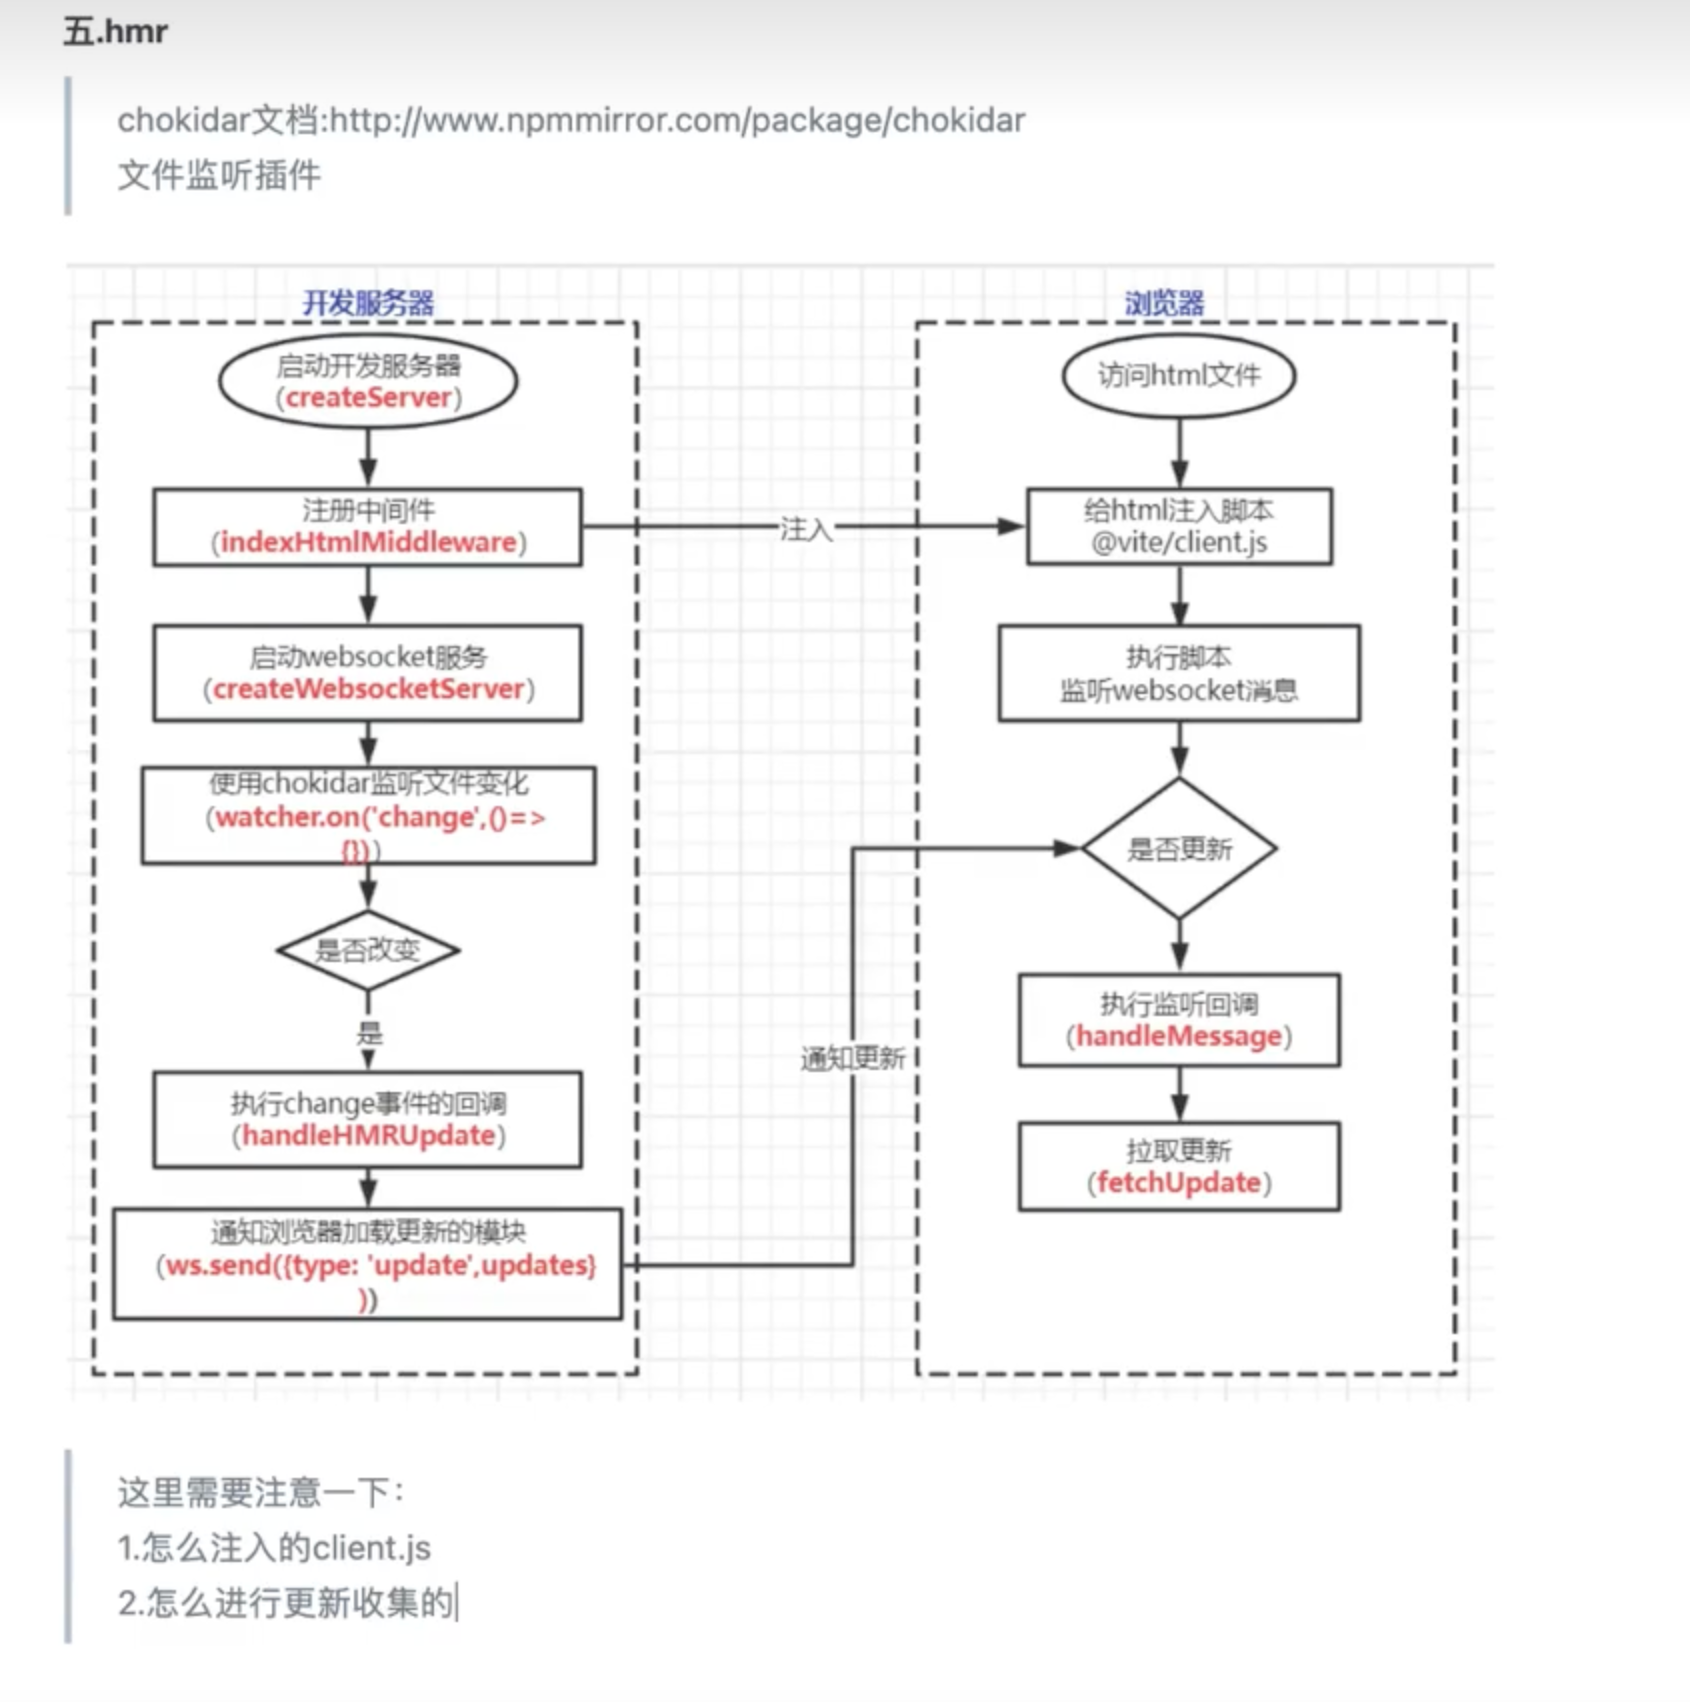 五.hmr
chokidar文档:http://www.npmmirror.com/package/chokidar
文件监听插件
开发服务器
启动开发服务器
(createServer)
注册中间件
(indexHtmlMiddleware)
启动websocket服务
(createWebsocketServer)
使用chokidar监听文件变化
(watcher.on('change',()=>
{}))
是否改变
是
执行change事件的回调
(handleHMRUpdate)
通知浏览器加载更新的模块
(ws.send({type: 'update',updates}
))
注入
通知更新
浏览器
访问html文件
给html注入脚本
@vite/client.js
执行脚本
监听websocket消息
是否更新
执行监听回调
(handleMessage)
拉取更新
(fetchUpdate)
这里需要注意一下：
1.怎么注入的client.js
2.怎么进行更新收集的